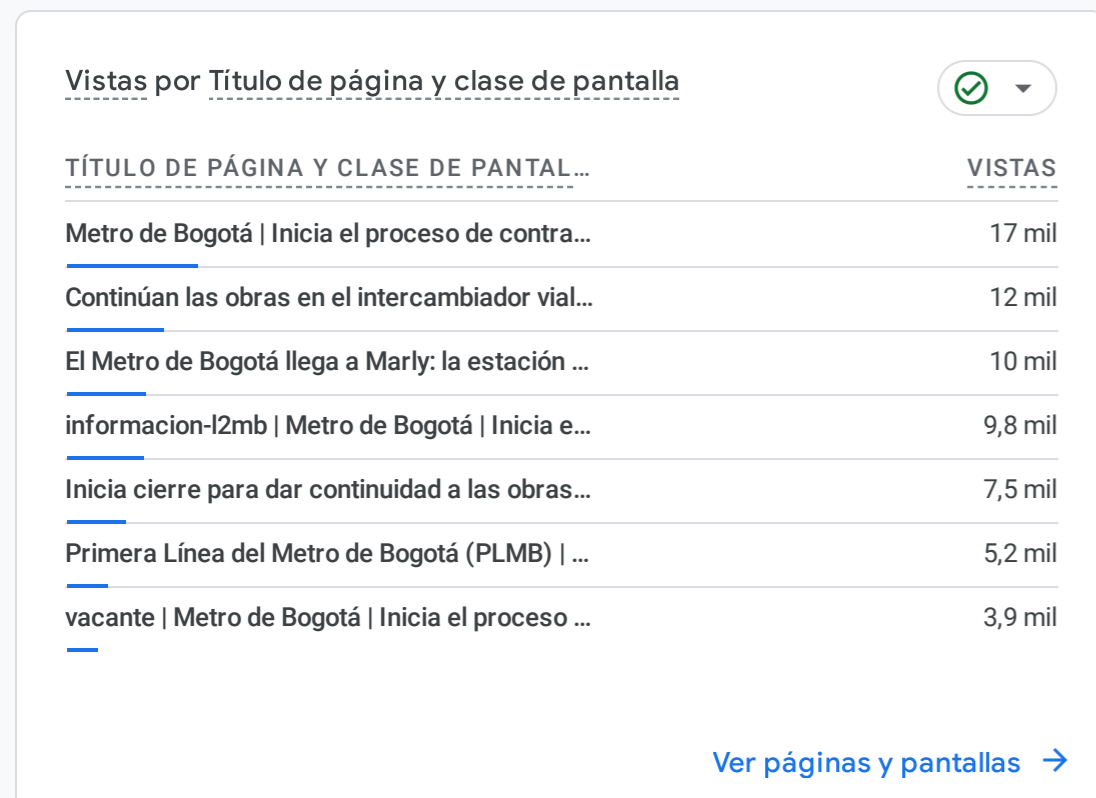 Vistas por Título de página y clase de pantalla
TÍTULO DE PÁGINA Y CLASE DE PANTAL… VISTAS
Metro de Bogotá | Inicia el proceso de contra… 17 mil
Continúan las obras en el intercambiador vial… 12 mil
El Metro de Bogotá llega a Marly: la estación … 10 mil
informacion-l2mb | Metro de Bogotá | Inicia e… 9,8 mil
Inicia cierre para dar continuidad a las obras… 7,5 mil
Primera Línea del Metro de Bogotá (PLMB) | … 5,2 mil
vacante | Metro de Bogotá | Inicia el proceso … 3,9 mil
Ver páginas y pantallas